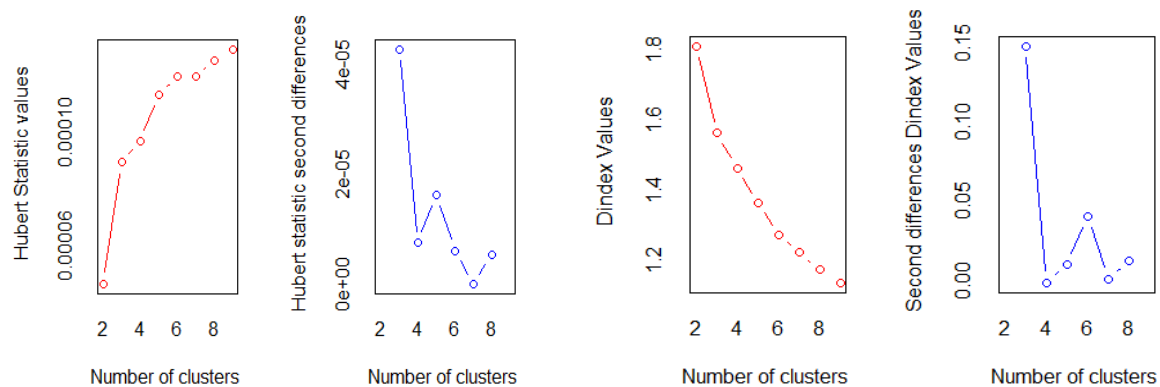 Hubert Statistic values
0.00006
0.00010
2 4 6 8
Number of clusters
Hubert statistic second differences
0e+00
2e-05
4e-05
2 4 6 8
Number of clusters
Dindex Values
1.2
1.4
1.6
1.8
2 4 6 8
Number of clusters
Second differences Dindex Values
0.00
0.05
0.10
0.15
2 4 6 8
Number of clusters